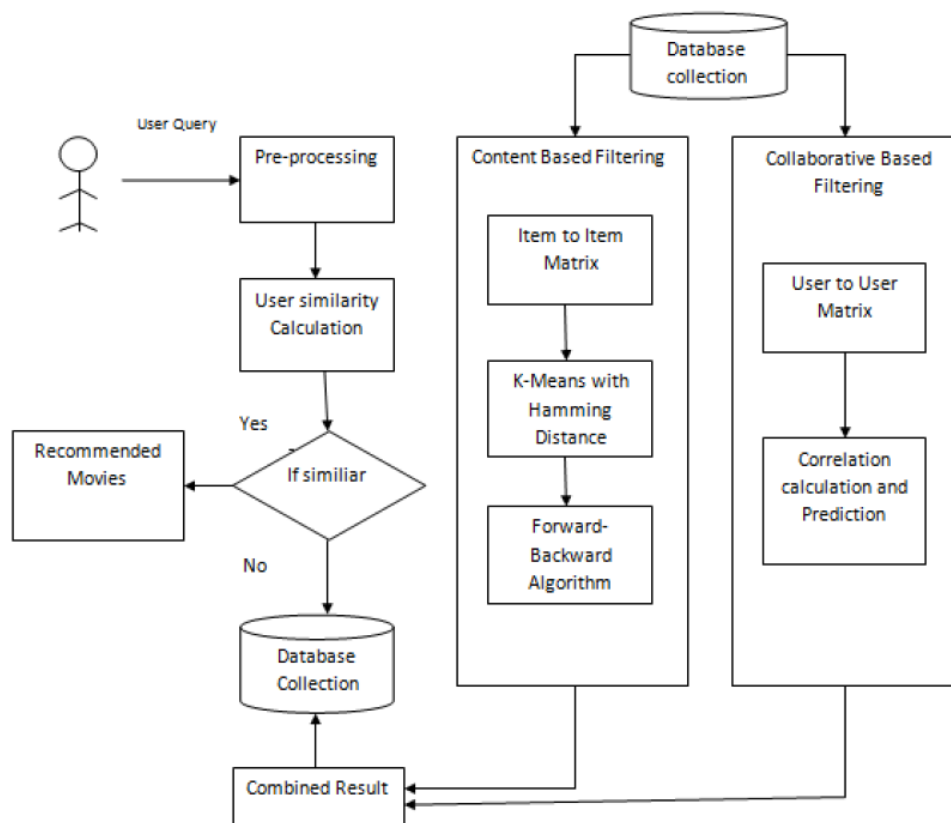 Database
collection
User Query
Pre-processing
Content Based Filtering
Collaborative Based
Filtering
Item to Item
Matrix
User to User
Matrix
User similarity
Calculation
K-Means with
Hamming
Distance
Yes
Recommended
Movies
If similiar
Correlation
calculation and
Prediction
Forward-
Backward
Algorithm
No
Database
Collection
Combined Result